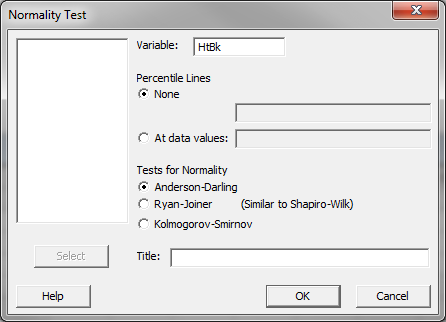 Normality Test
Variable: HtBk
Percentile Lines
None
At data values:
Tests for Normality
Anderson-Darling
Ryan-Joiner (Similar to Shapiro-Wilk)
Kolmogorov-Smirnov
Select
Title:
Help
OK
Cancel